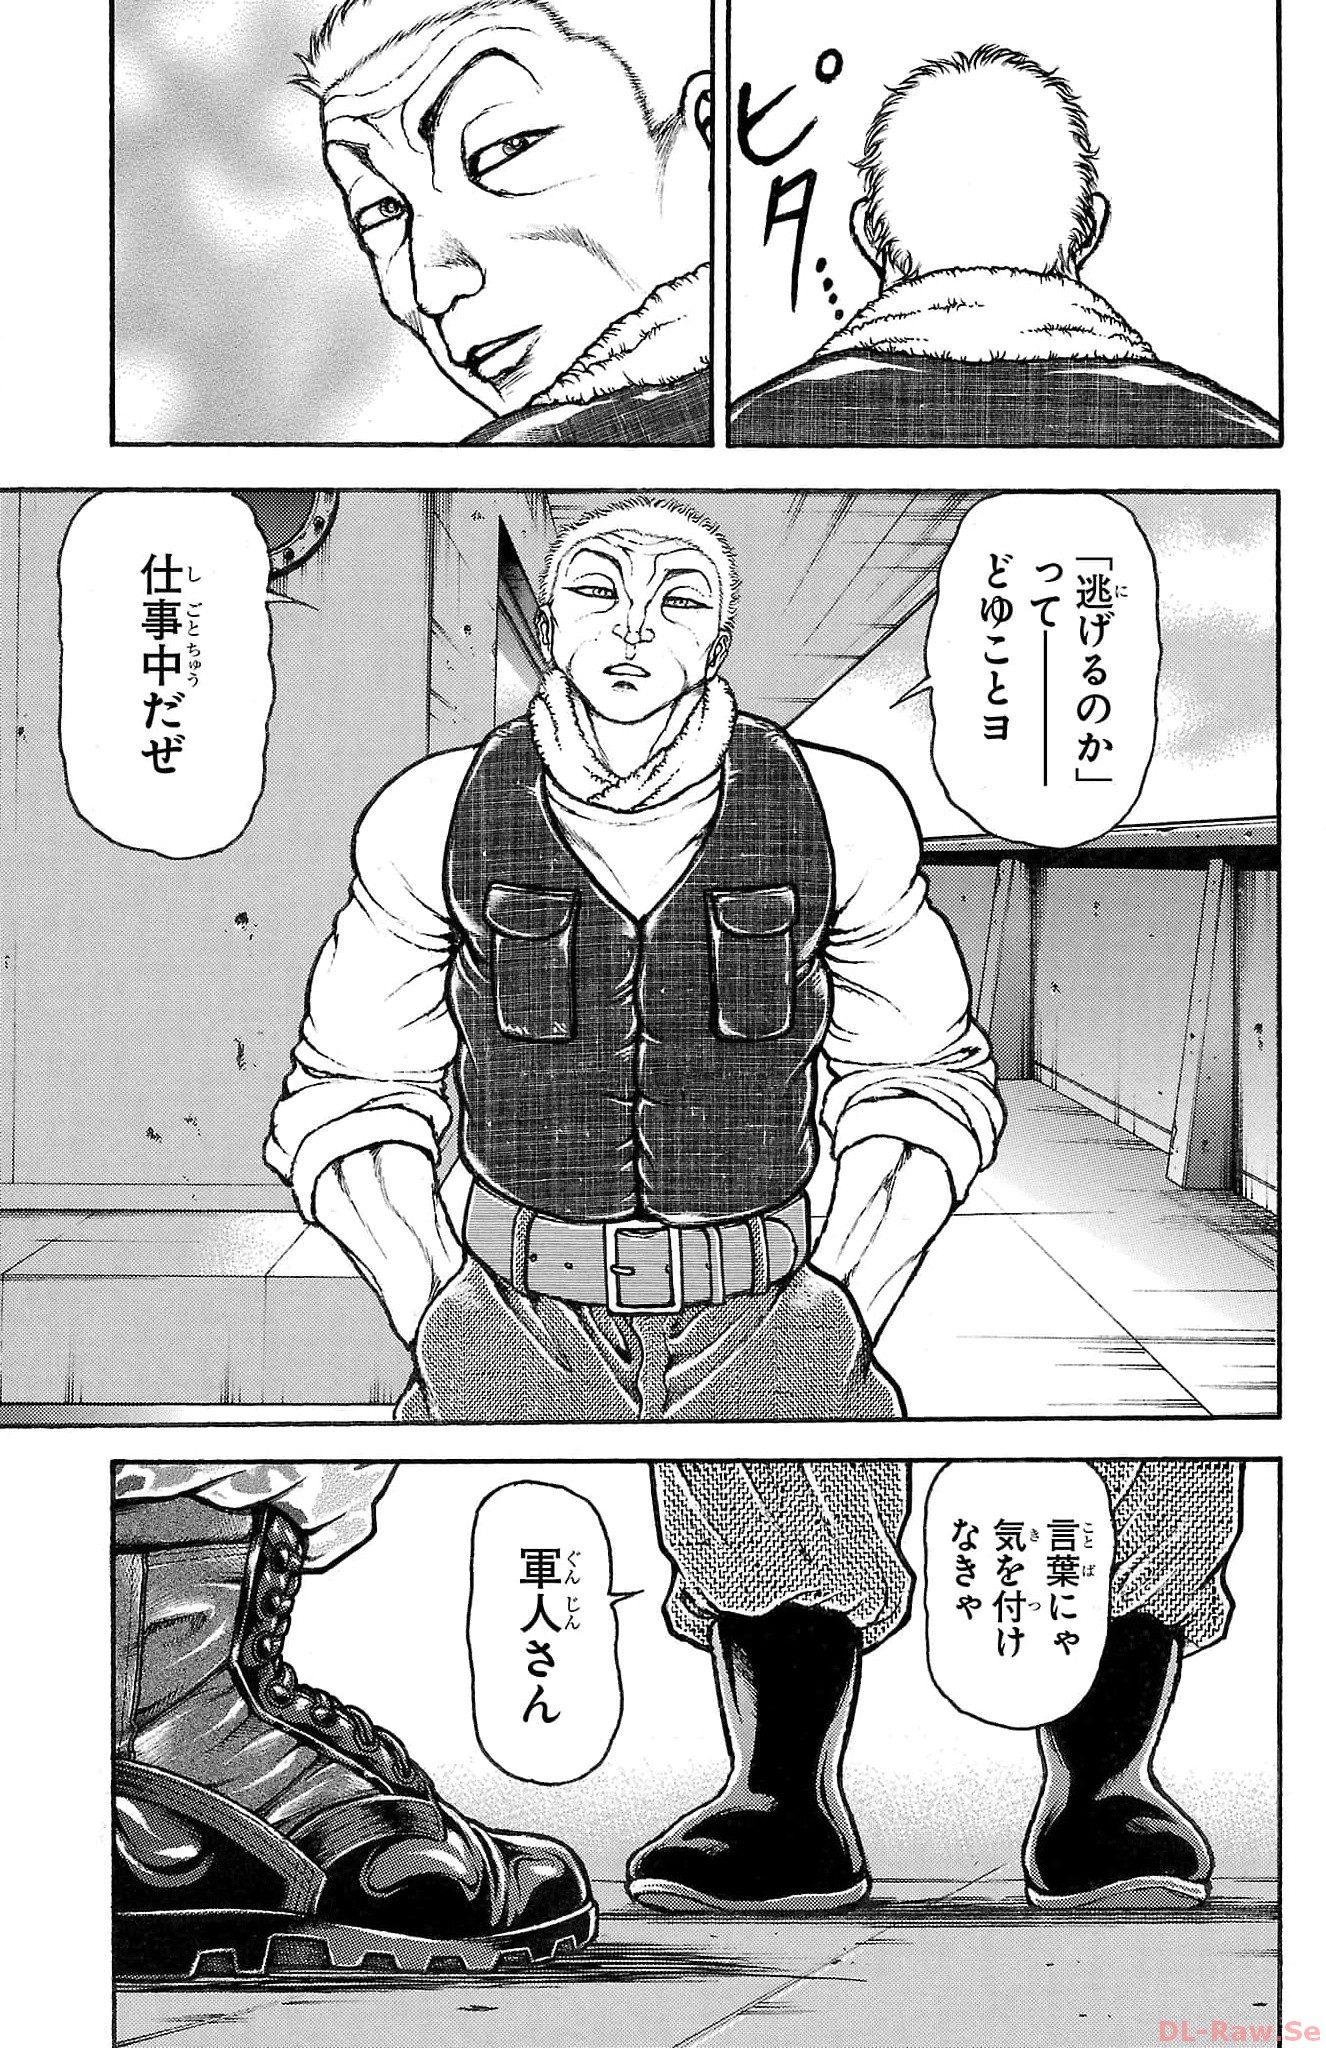 ピタ……
「逃げるのか」
って――
どゆことヨ
仕事中だぜ
言葉にゃ
気を付け
なきゃ
軍人さん
DL-Raw.Se